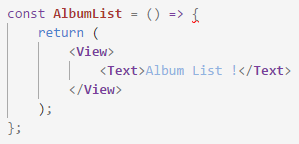 const AlbumList = () => {
    return (
        <View>
            <Text>Album List !</Text>
        </View>
    );
};